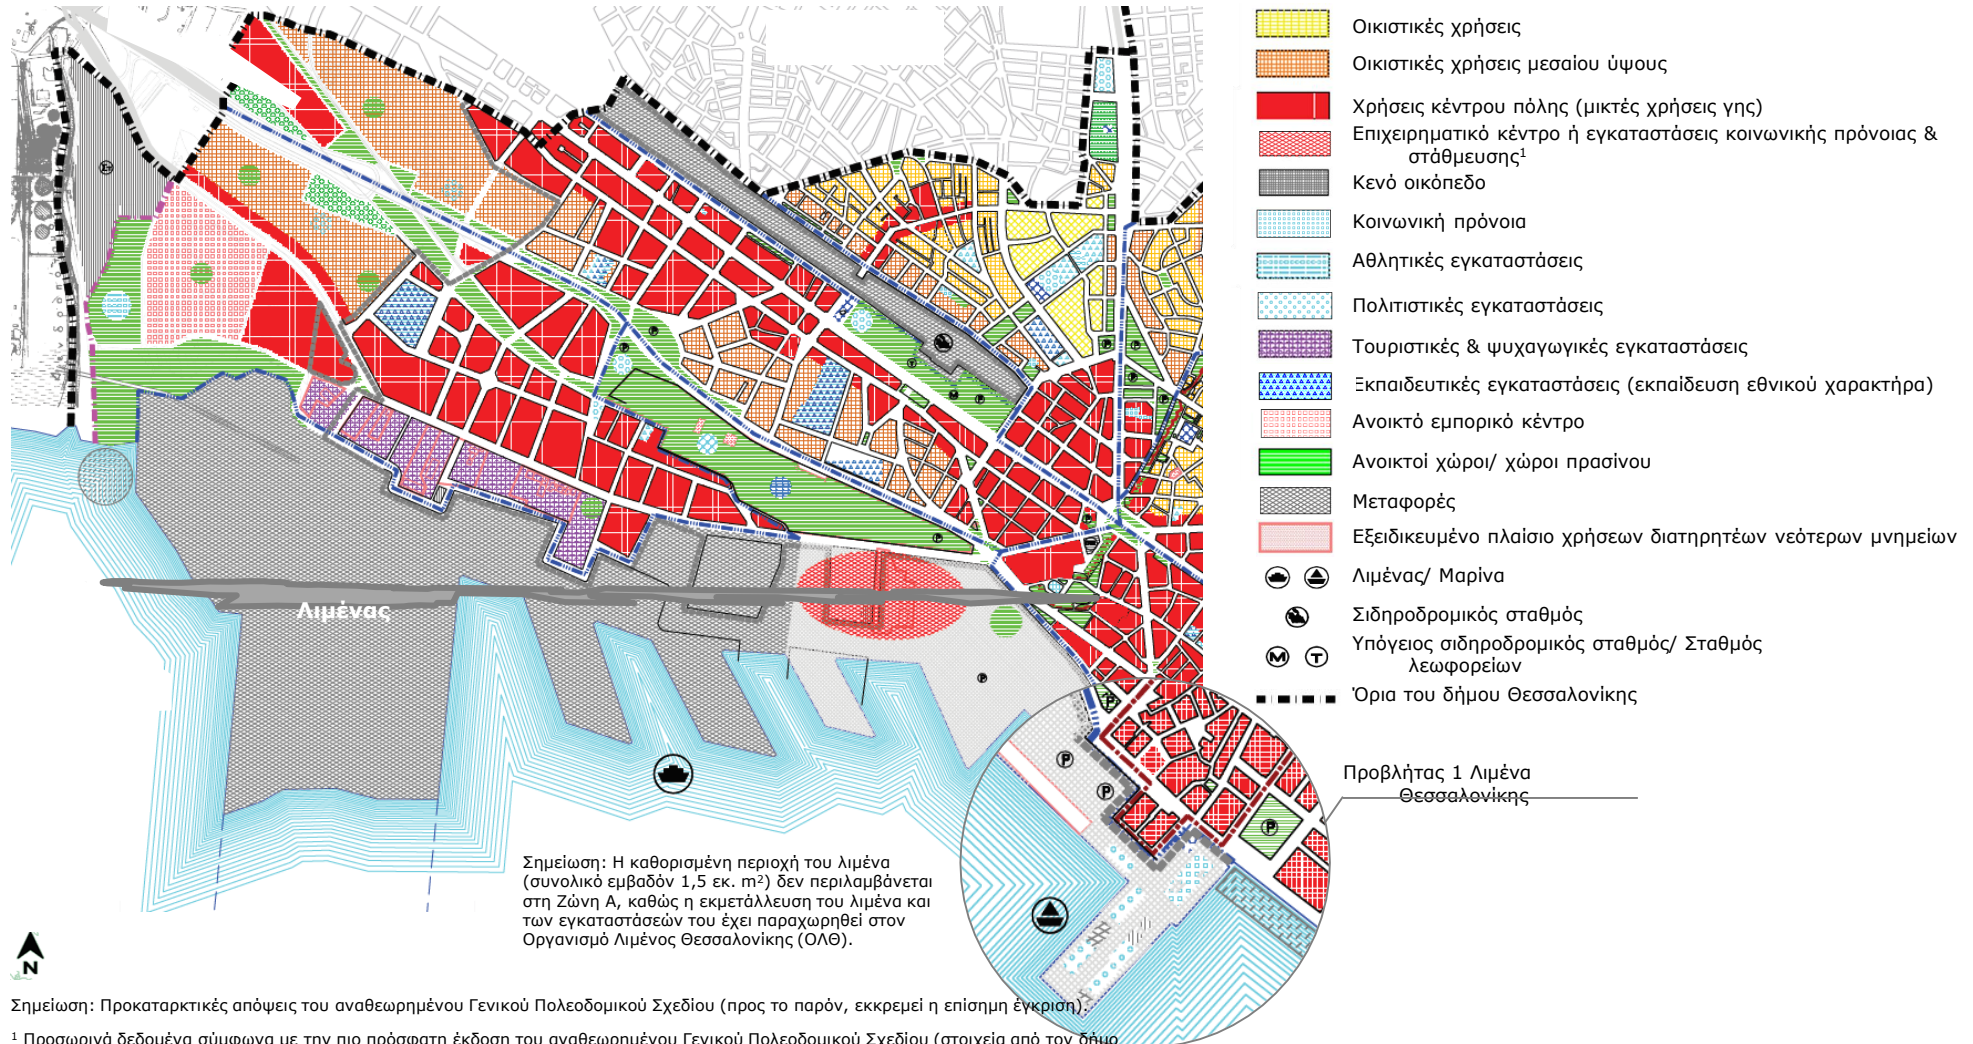 Οικιστικές χρήσεις
Οικιστικές χρήσεις μεσαίου ύψους
Χρήσεις κέντρου πόλης (μικτές χρήσεις γης)
Επιχειρηματικό κέντρο ή εγκαταστάσεις κοινωνικής πρόνοιας &
στάθμευσης¹
Κενό οικόπεδο
Κοινωνική πρόνοια
Αθλητικές εγκαταστάσεις
Πολιτιστικές εγκαταστάσεις
Τουριστικές & ψυχαγωγικές εγκαταστάσεις
Εκπαιδευτικές εγκαταστάσεις (εκπαίδευση εθνικού χαρακτήρα)
Ανοικτό εμπορικό κέντρο
Ανοικτοί χώροι/ χώροι πρασίνου
Μεταφορές
Εξειδικευμένο πλαίσιο χρήσεων διατηρητέων νεότερων μνημείων
Λιμένας/ Μαρίνα
Σιδηροδρομικός σταθμός
M T Υπόγειος σιδηροδρομικός σταθμός/ Σταθμός
λεωφορείων
Όρια του δήμου Θεσσαλονίκης
Λιμένας
Προβλήτας 1 Λιμένα
Θεσσαλονίκης
P
P
P
P
Σημείωση: Η καθορισμένη περιοχή του λιμένα
(συνολικό εμβαδόν 1,5 εκ. m²) δεν περιλαμβάνεται
στη Ζώνη Α, καθώς η εκμετάλλευση του λιμένα και
των εγκαταστάσεών του έχει παραχωρηθεί στον
Οργανισμό Λιμένος Θεσσαλονίκης (ΟΛΘ).
N
Σημείωση: Προκαταρκτικές απόψεις του αναθεωρημένου Γενικού Πολεοδομικού Σχεδίου (προς το παρόν, εκκρεμεί η επίσημη έγκριση).
¹ Προσωρινά δεδομένα σύμφωνα με την πιο πρόσφατη έκδοση του αναθεωρημένου Γενικού Πολεοδομικού Σχεδίου (στοιχεία από τον δήμο